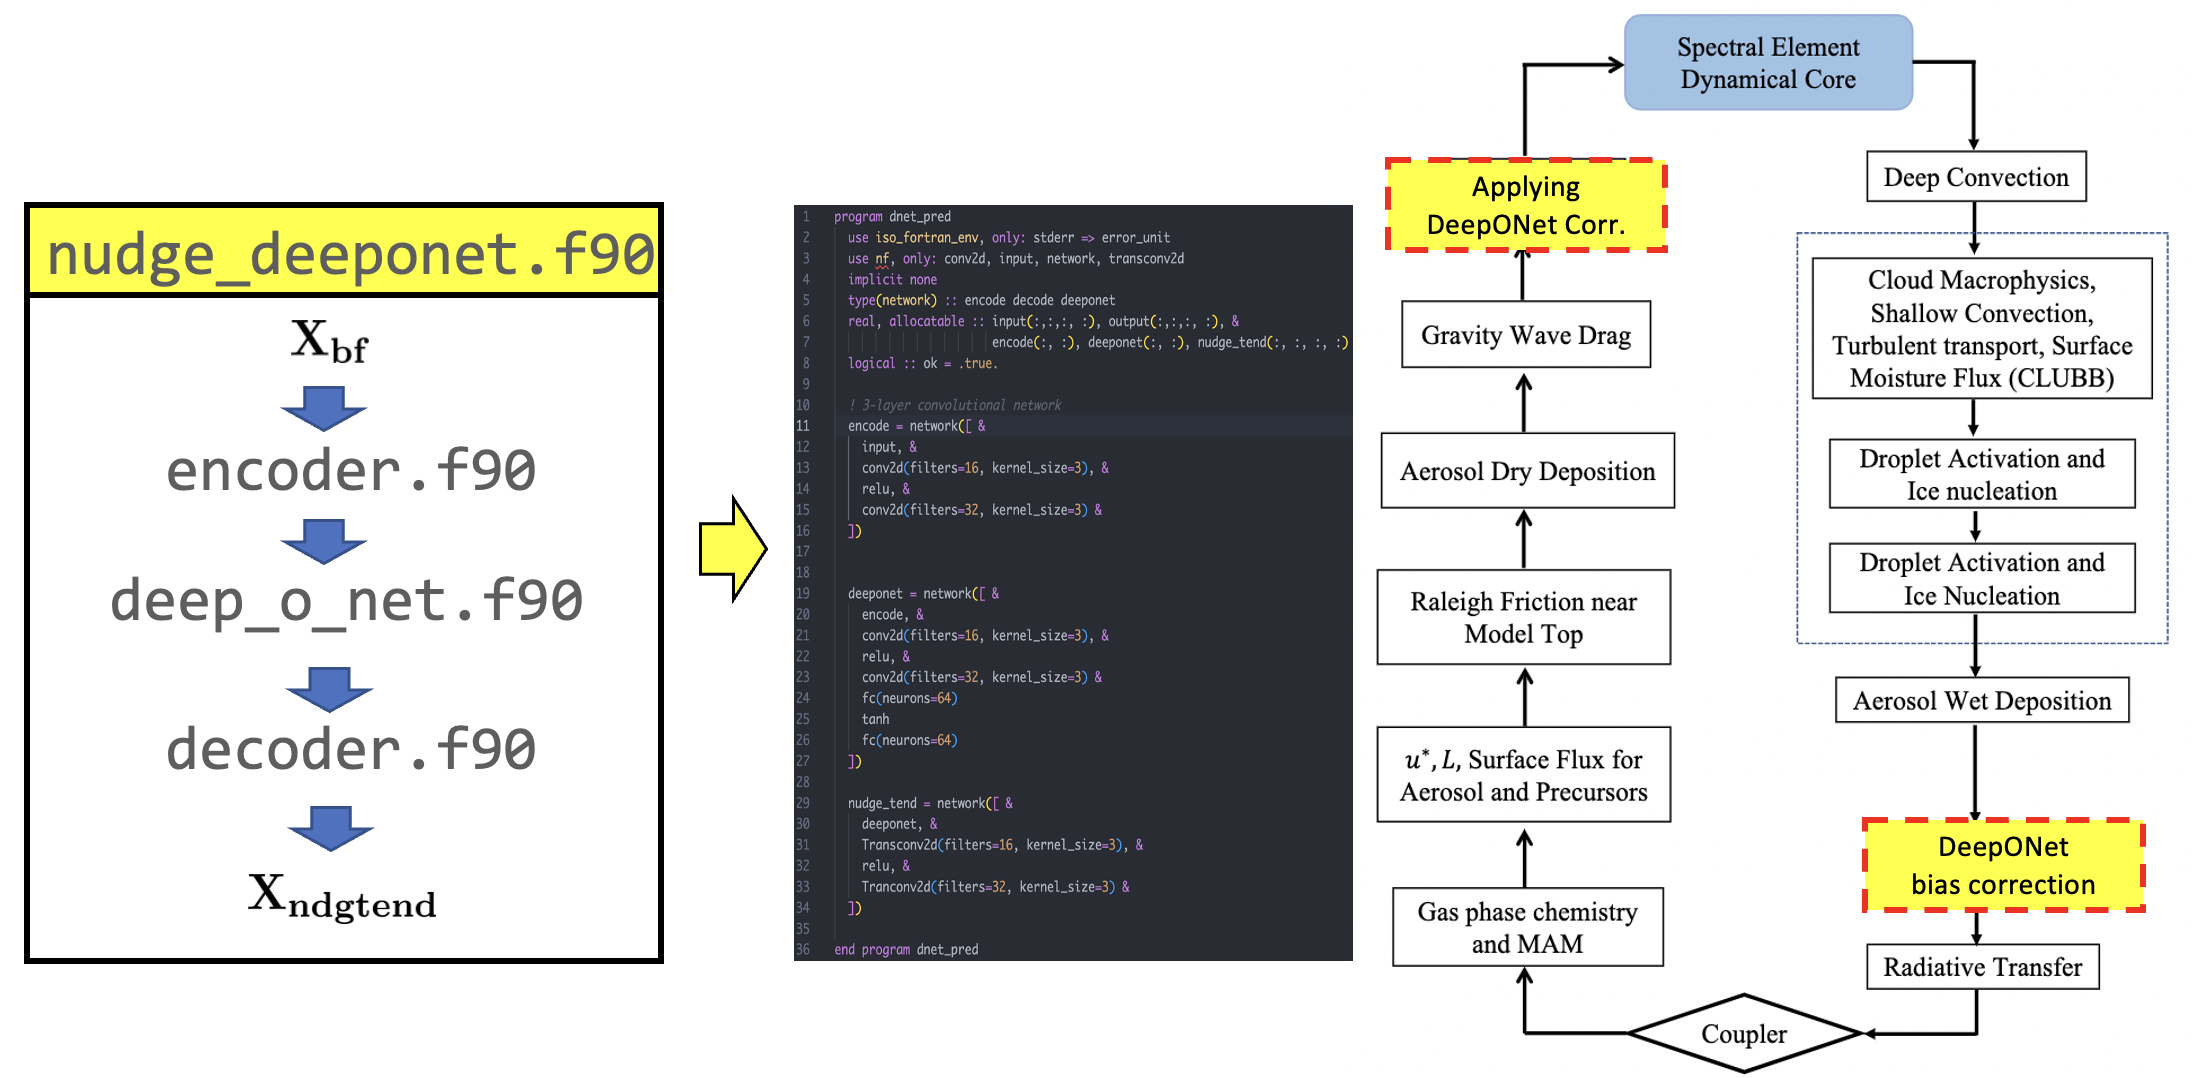 nudge_deeponet.f90
X_bf
encoder.f90
deep_o_net.f90
decoder.f90
X_ndgtend
1 program dnet_pred
2 use iso_fortran_env, only: stderr => error_unit
3 use nf, only: conv2d, input, network, transconv2d
4 implicit none
5 type(network) :: encode decode deeponet
6 real, allocatable :: input(:,:,:, :), output(:,:,:, :), &
7 encode(:, :), deeponet(:, :), nudge_tend(:, :, :, :)
8 logical :: ok = .true.
9
10 ! 3-layer convolutional network
11 encode = network([ &
12 input, &
13 conv2d(filters=16, kernel_size=3), &
14 relu, &
15 conv2d(filters=32, kernel_size=3) &
16 ])
17
18
19 deeponet = network([ &
20 encode, &
21 conv2d(filters=16, kernel_size=3), &
22 relu, &
23 conv2d(filters=32, kernel_size=3) &
24 fc(neurons=64)
25 tanh
26 fc(neurons=64)
27 ])
28
29 nudge_tend = network([ &
30 deeponet, &
31 Transconv2d(filters=16, kernel_size=3), &
32 relu, &
33 Tranconv2d(filters=32, kernel_size=3) &
34 ])
35
36 end program dnet_pred
Spectral Element
Dynamical Core
Deep Convection
Cloud Macrophysics,
Shallow Convection,
Turbulent transport, Surface
Moisture Flux (CLUBB)
Droplet Activation and
Ice nucleation
Droplet Activation and
Ice Nucleation
Aerosol Wet Deposition
DeepONet
bias correction
Radiative Transfer
Coupler
Gas phase chemistry
and MAM
u*, L, Surface Flux for
Aerosol and Precursors
Raleigh Friction near
Model Top
Aerosol Dry Deposition
Gravity Wave Drag
Applying
DeepONet Corr.